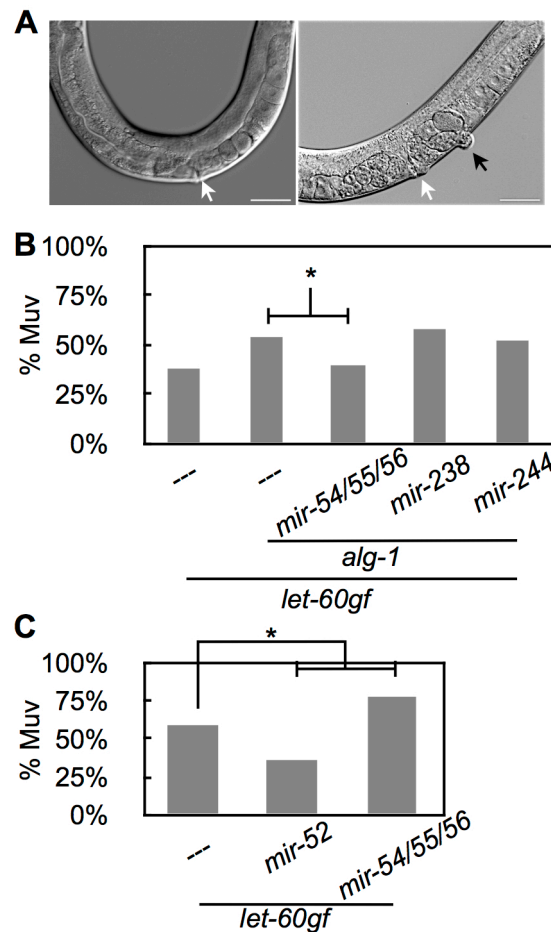 A
B
% Muv
100%
75%
50%
25%
0%
*
---
---
mir-54/55/56
mir-238
mir-244
alg-1
let-60gf
C
% Muv
100%
75%
50%
25%
0%
*
---
mir-52
mir-54/55/56
let-60gf